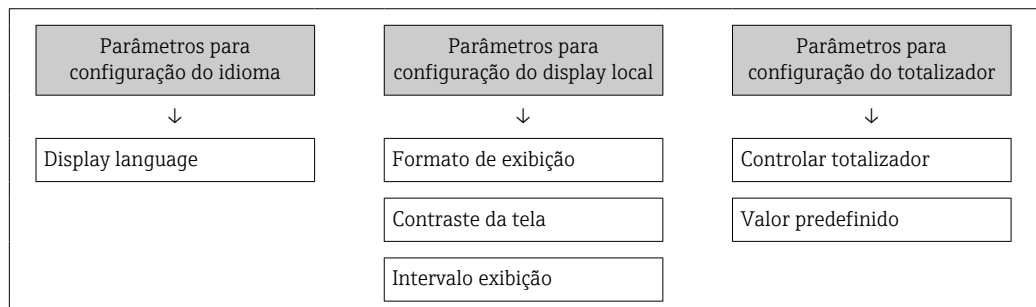 Parâmetros para
configuração do idioma
↓
Display language
Parâmetros para
configuração do display local
↓
Formato de exibição
Contraste da tela
Intervalo exibição
Parâmetros para
configuração do totalizador
↓
Controlar totalizador
Valor predefinido